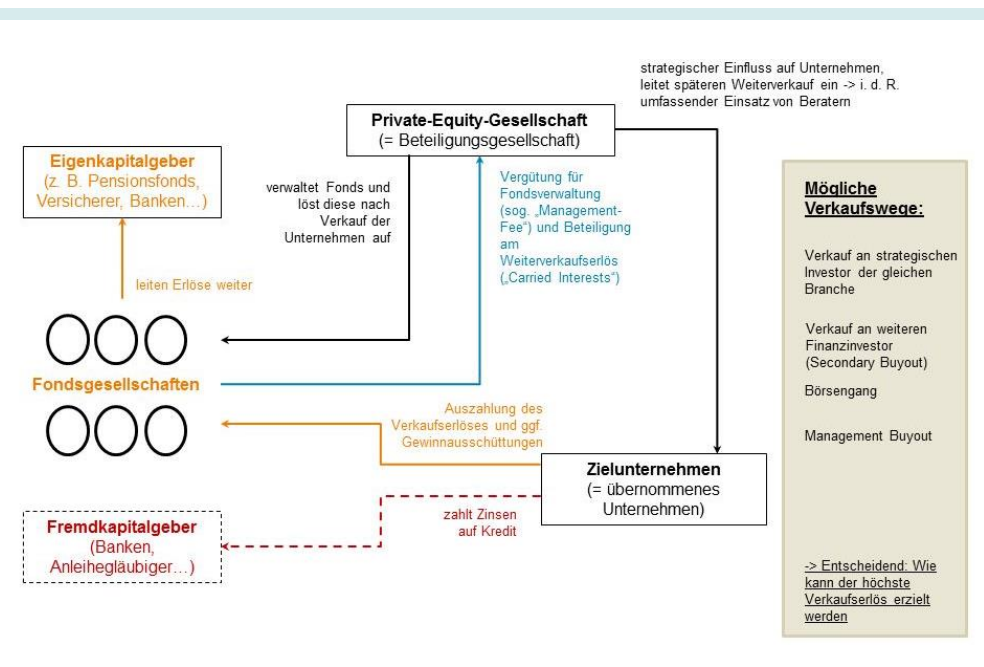 strategischer Einfluss auf Unternehmen,
leitet späteren Weiterverkauf ein -> i. d. R.
umfassender Einsatz von Beratern
Private-Equity-Gesellschaft
(= Beteiligungsgesellschaft)
Eigenkapitalgeber
(z. B. Pensionsfonds,
Versicherer, Banken…)
verwaltet Fonds und
löst diese nach
Verkauf der
Unternehmen auf
Vergütung für
Fondsverwaltung
(sog. „Management-
Fee“) und Beteiligung
am
Weiterverkaufserlös
(„Carried Interests“)
leiten Erlöse weiter
Fondsgesellschaften
Auszahlung des
Verkaufserlöses und ggf.
Gewinnausschüttungen
Zielunternehmen
(= übernommenes
Unternehmen)
zahlt Zinsen
auf Kredit
Fremdkapitalgeber
(Banken,
Anleihegläubiger…)
Mögliche
Verkaufswege:
Verkauf an strategischen
Investor der gleichen
Branche
Verkauf an weiteren
Finanzinvestor
(Secondary Buyout)
Börsengang
Management Buyout
-> Entscheidend: Wie
kann der höchste
Verkaufserlös erzielt
werden